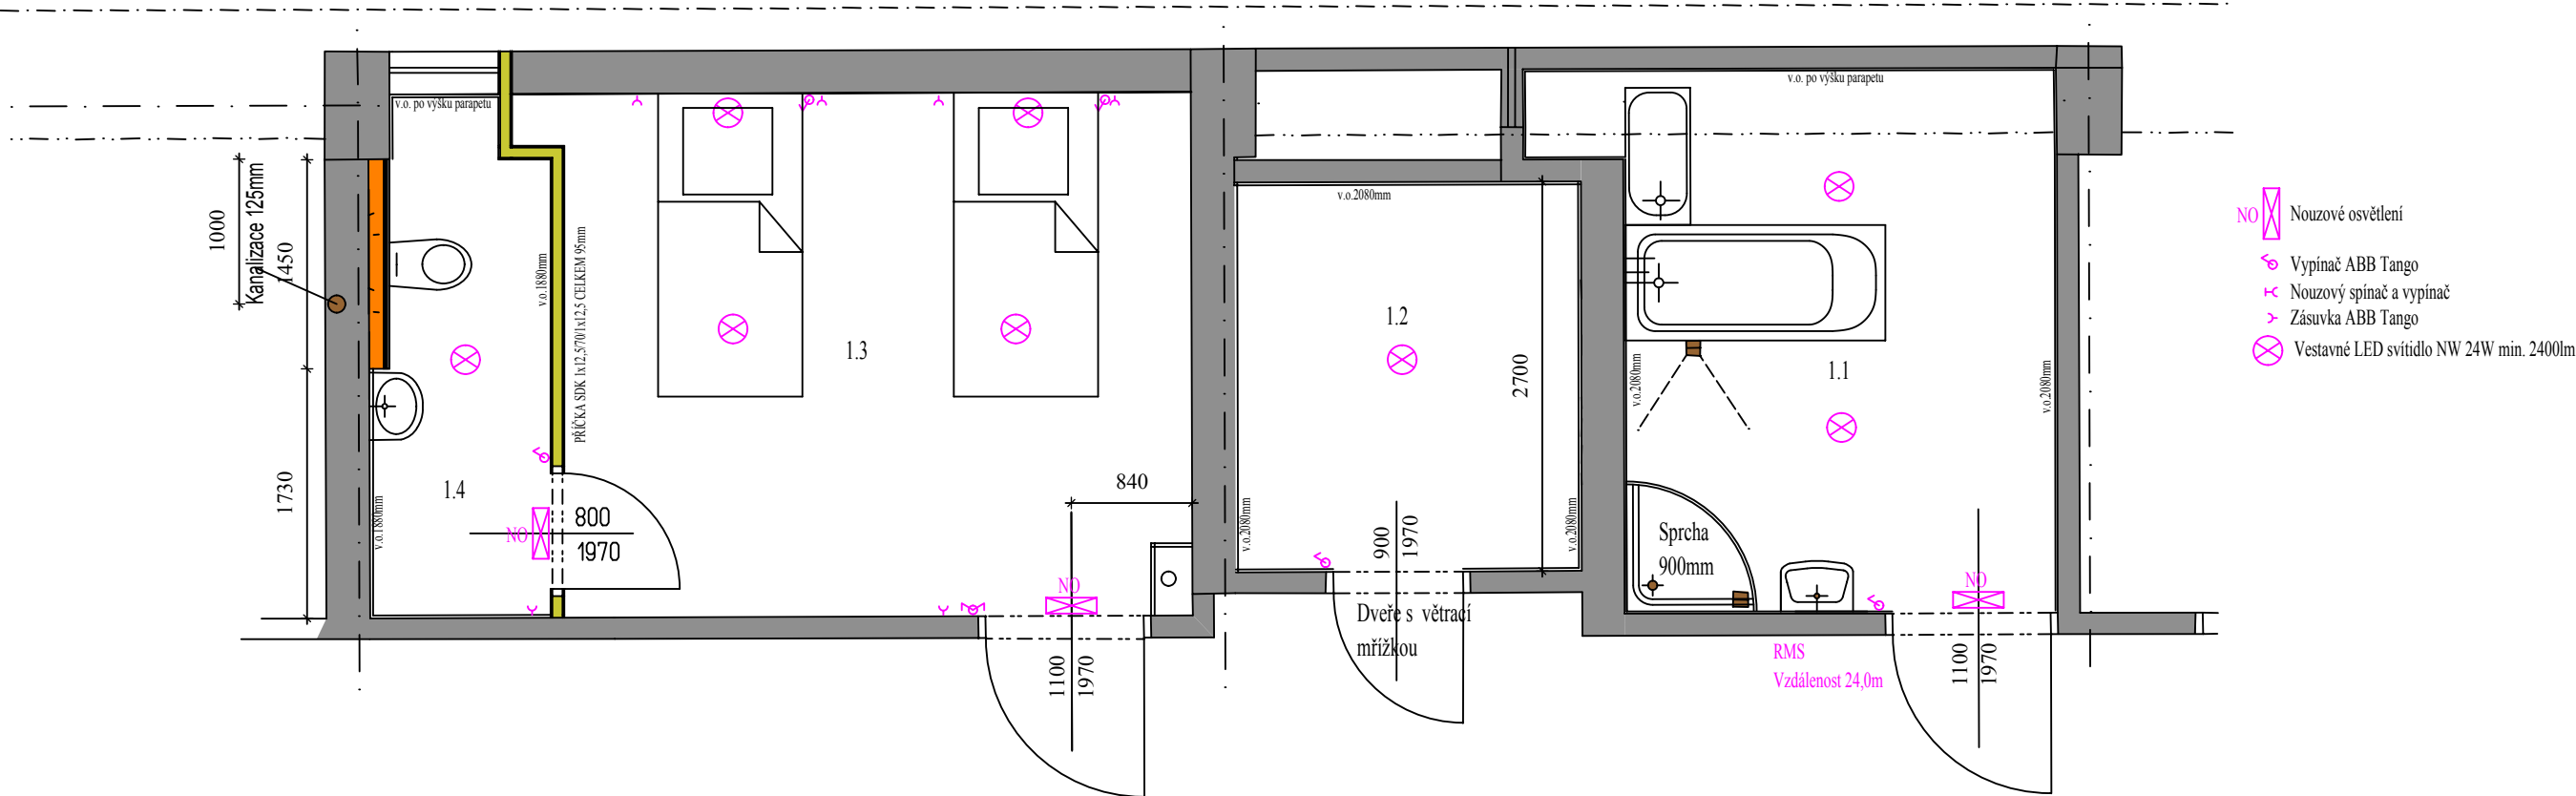 v.o. po výšku parapetu
v.o. po výšku parapetu
1000
Kanalizace 125mm
1450
v.o.1880mm
PŘÍČKA SDK 1x12,5/70/1x12,5 CELKEM 95mm
1.3
v.o.2080mm
1.2
2700
v.o.2080mm
1.1
v.o.2080mm
NO
Nouzové osvětlení
Vypínač ABB Tango
Nouzový spínač a vypínač
Zásuvka ABB Tango
Vestavné LED svítidlo NW 24W min. 2400lm
1730
v.o.1880mm
1.4
NO
800
1970
840
NO
1100
1970
v.o.2080mm
900
1970
v.o.2080mm
Dveře s větrací
mřížkou
Sprcha
900mm
NO
RMS
Vzdálenost 24,0m
1100
1970